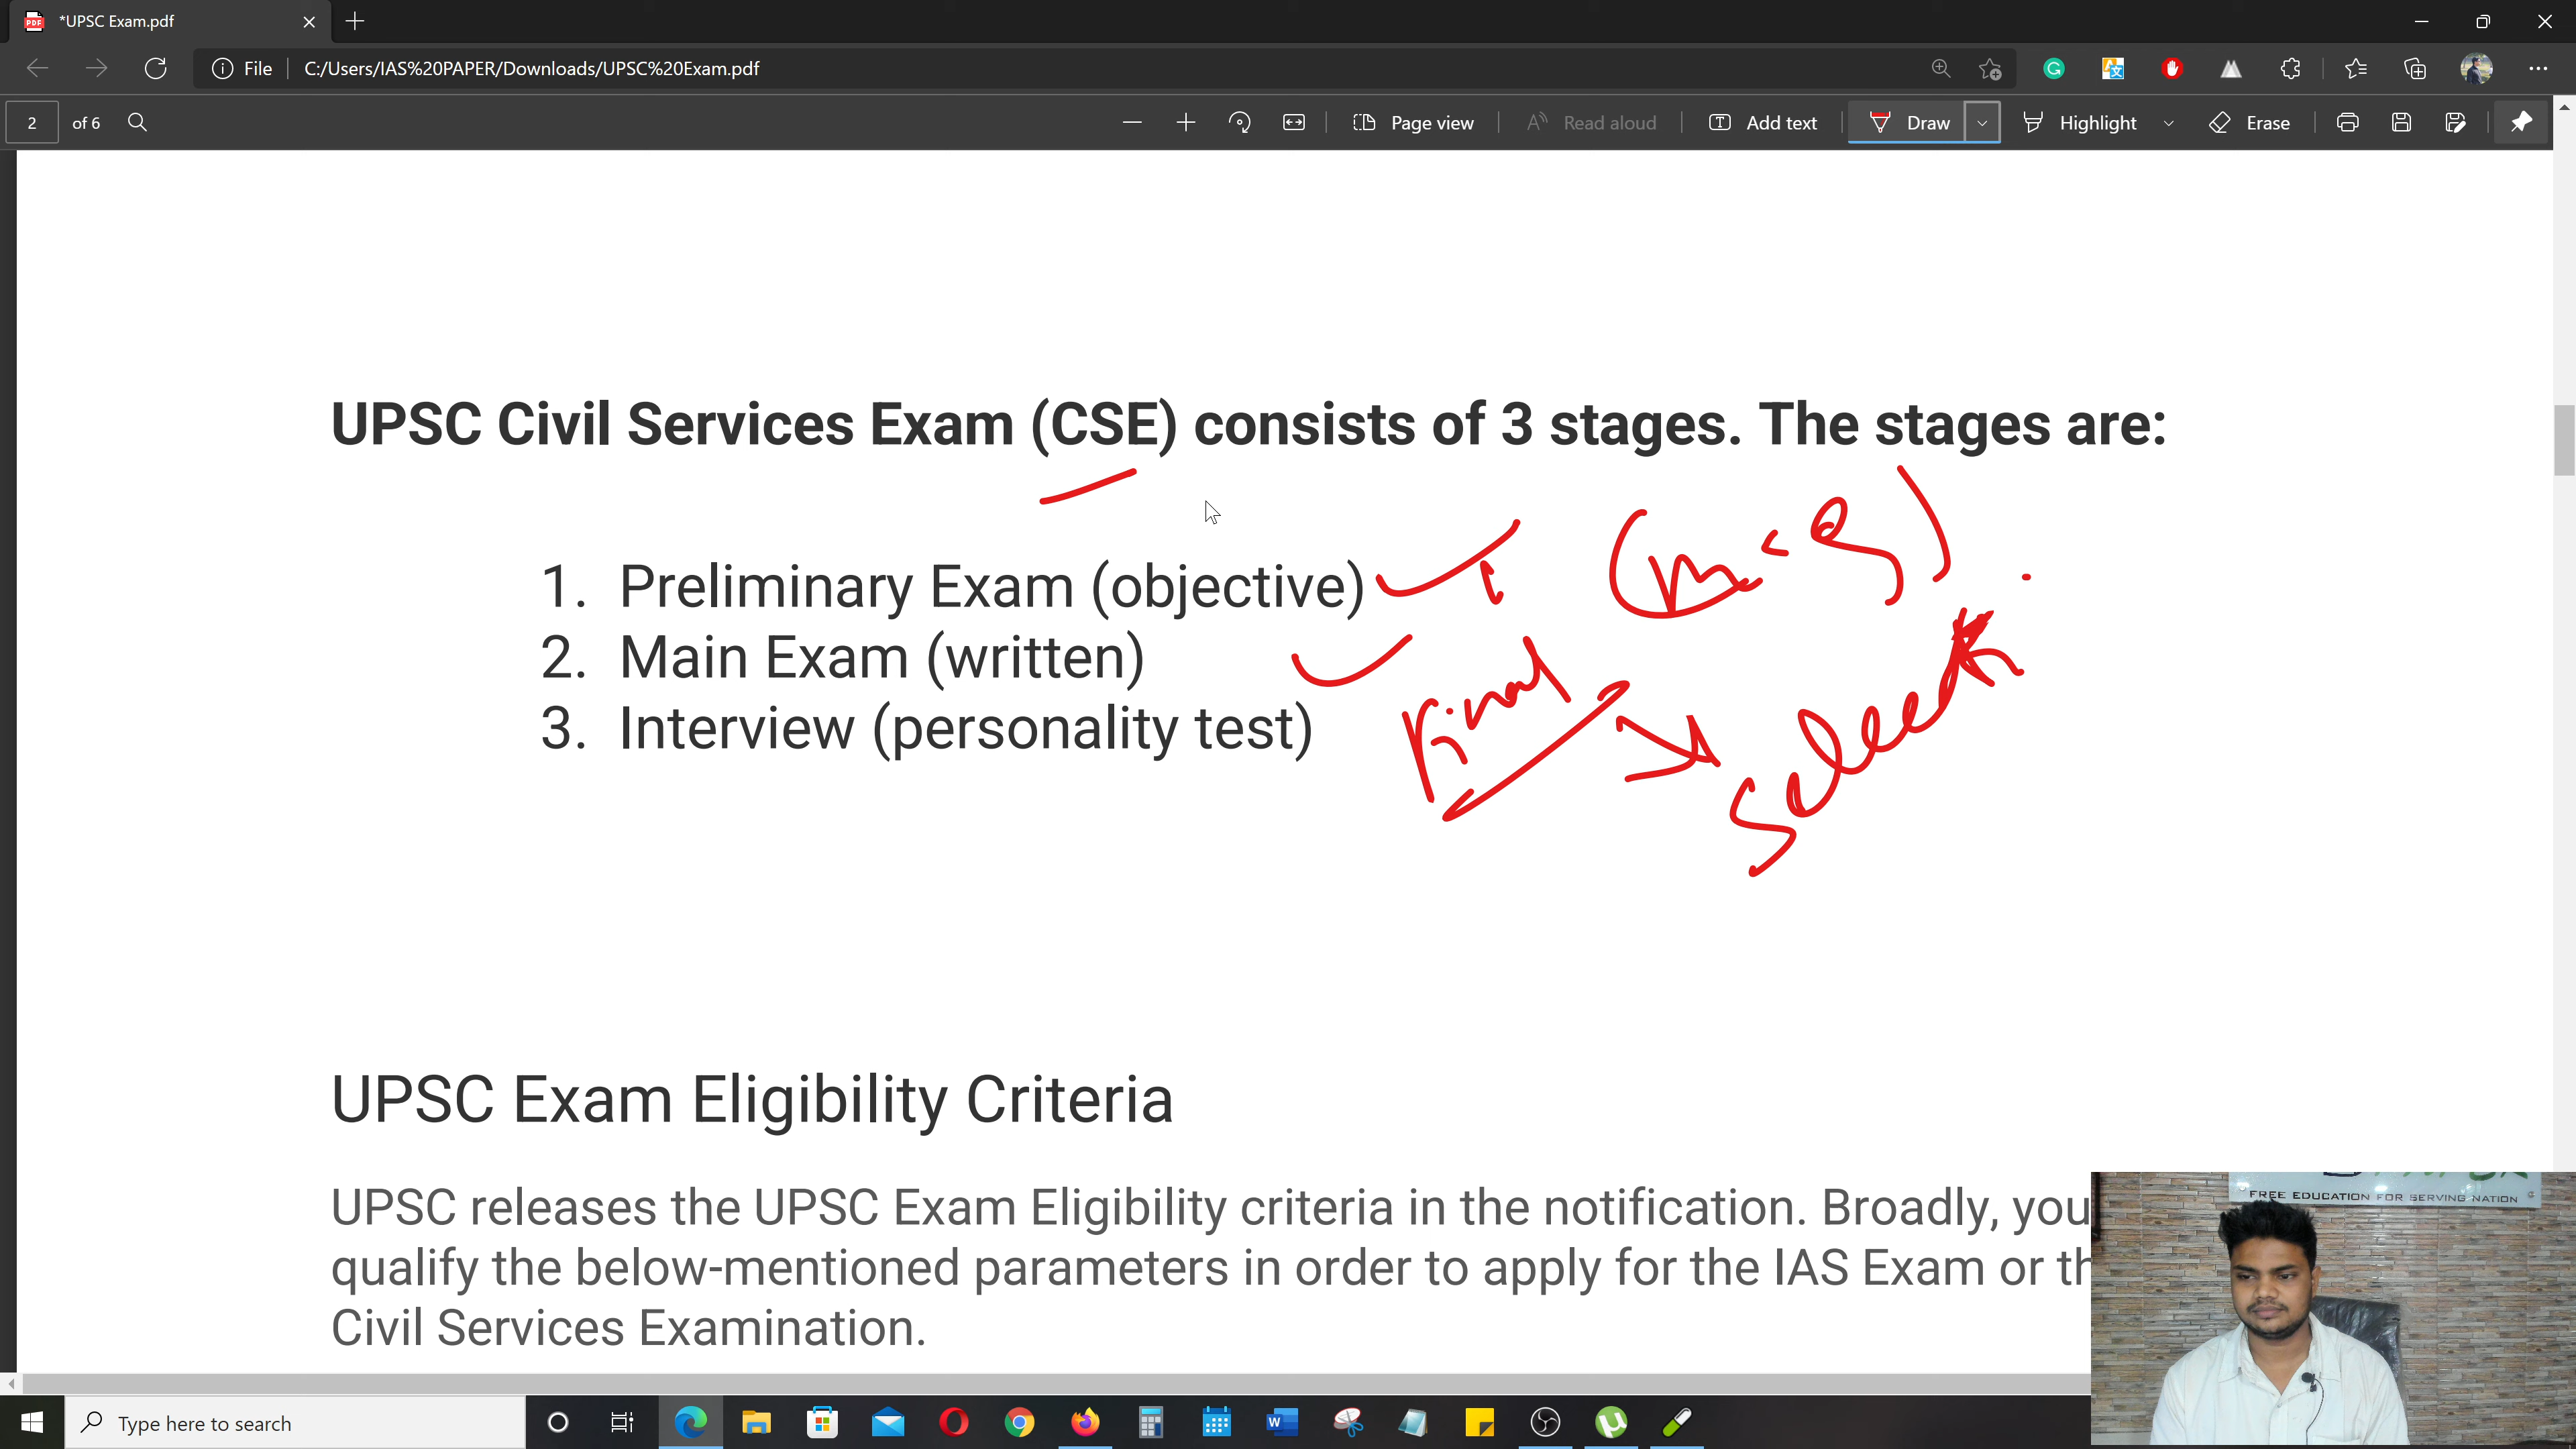 *UPSC Exam.pdf
File C:/Users/IAS%20PAPER/Downloads/UPSC%20Exam.pdf
2 of 6 Page view Read aloud Add text Draw Highlight Erase
UPSC Civil Services Exam (CSE) consists of 3 stages. The stages are:
1. Preliminary Exam (objective)
2. Main Exam (written)
3. Interview (personality test)
Final
UPSC Exam Eligibility Criteria
UPSC releases the UPSC Exam Eligibility criteria in the notification. Broadly, you
qualify the below-mentioned parameters in order to apply for the IAS Exam or th
Civil Services Examination.
FREE EDUCATION FOR SERVING NATION
Type here to search